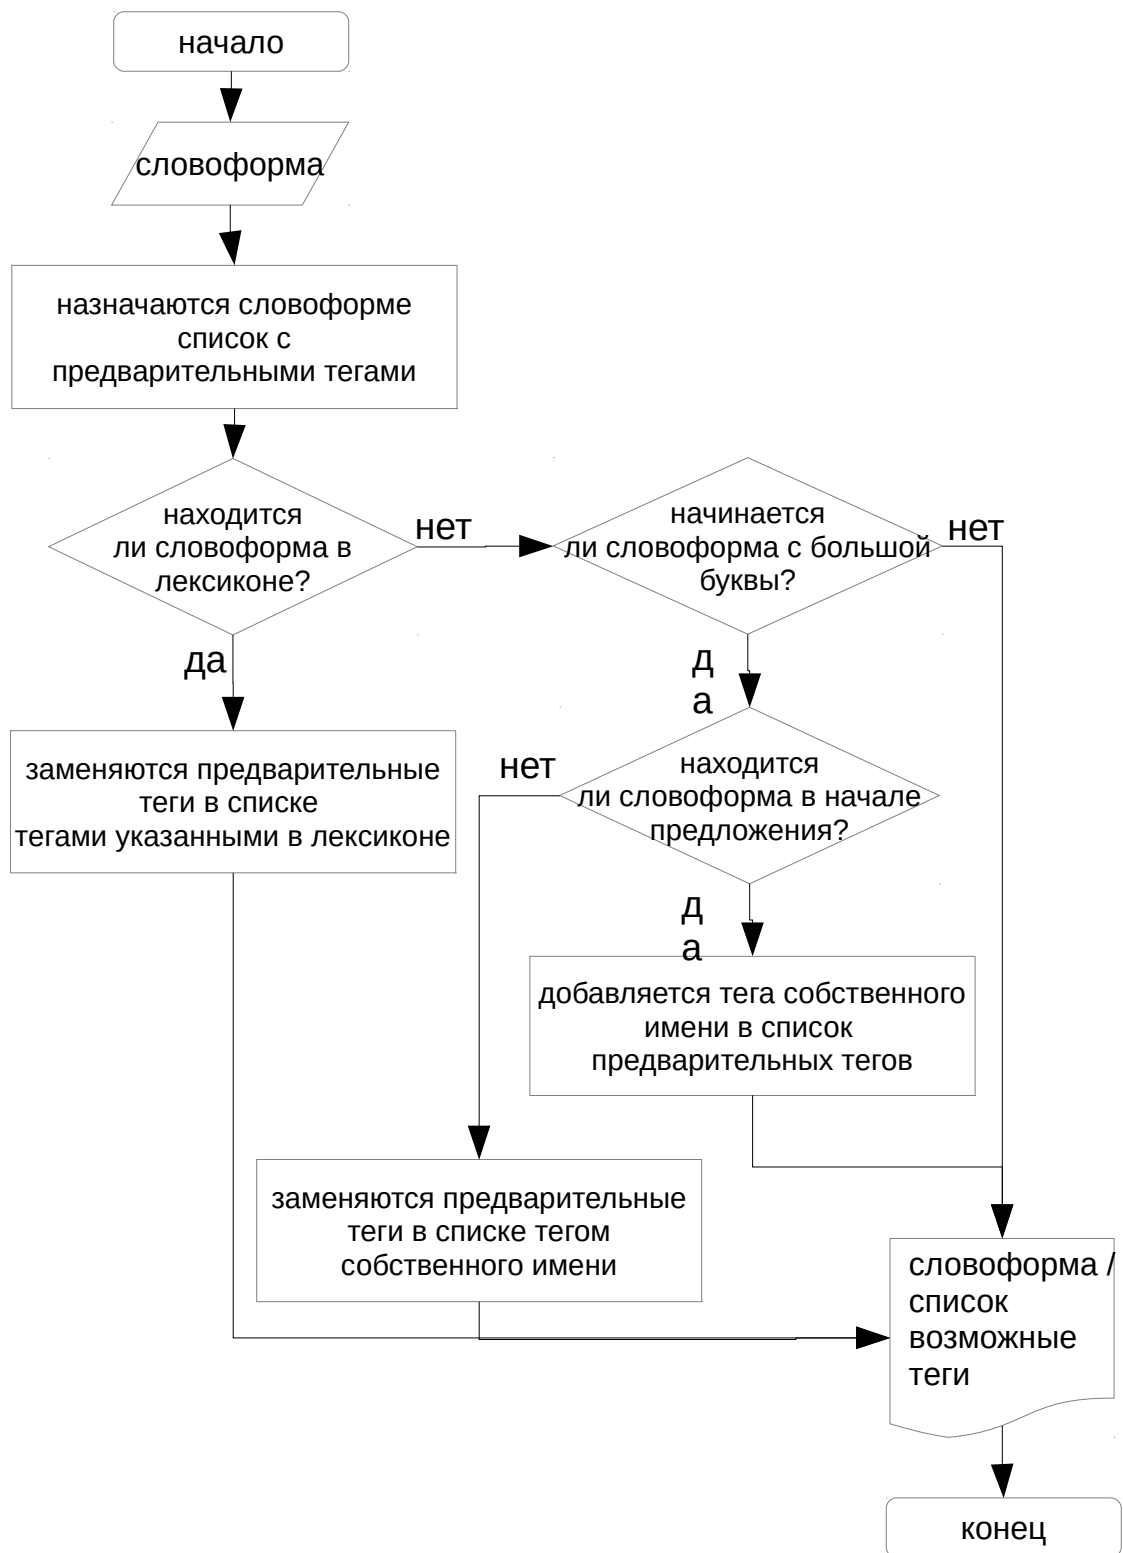 начало
словоформа
назначаются словоформе
список с
предварительными тегами
находится
ли словоформа в
лексиконе?
нет
начинается
ли словоформа с большой
буквы?
нет
да
д
а
заменяются предварительные
теги в списке
тегами указанными в лексиконе
нет
находится
ли словоформа в начале
предложения?
д
а
добавляется тега собственного
имени в список
предварительных тегов
заменяются предварительные
теги в списке тегом
собственного имени
словоформа /
список
возможные
теги
конец